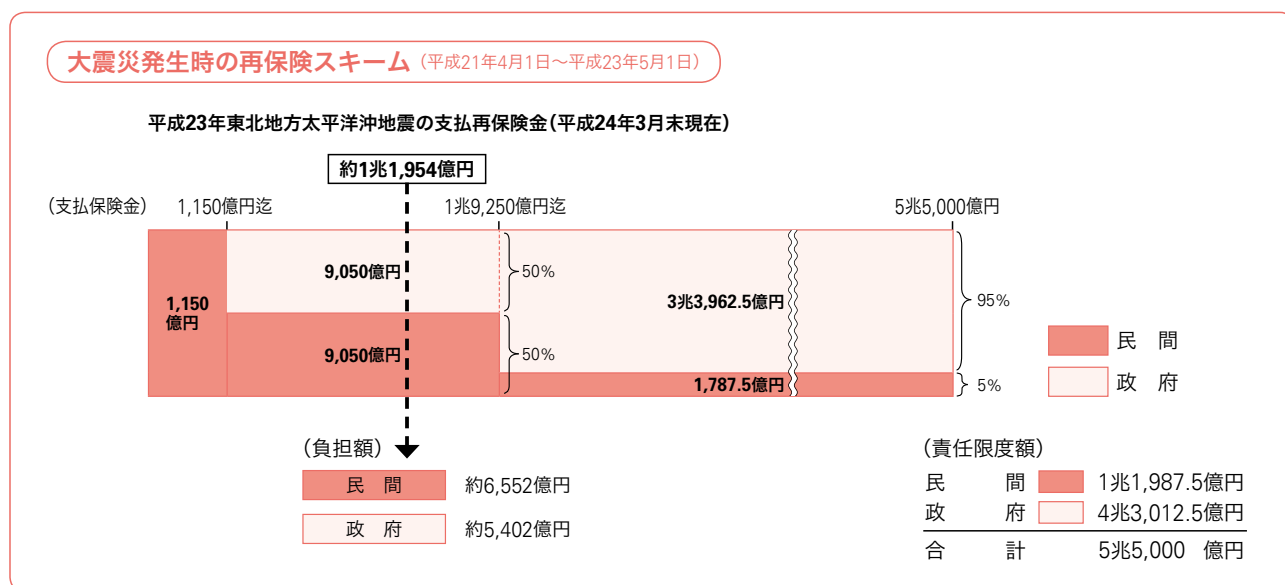 大震災発生時の再保険スキーム(平成21年4月1日～平成23年5月1日)
平成23年東北地方太平洋沖地震の支払再保険金(平成24年3月末現在)
約1兆1,954億円
(支払保険金) 1,150億円迄 1兆9,250億円迄 5兆5,000億円
1,150
億円
9,050億円
50%
9,050億円
50%
3兆3,962.5億円
95%
1,787.5億円
5%
民 間
政 府
(負担額)
民 間 約6,552億円
政 府 約5,402億円
(責任限度額)
民 間 1兆1,987.5億円
政 府 4兆3,012.5億円
合 計 5兆5,000 億円